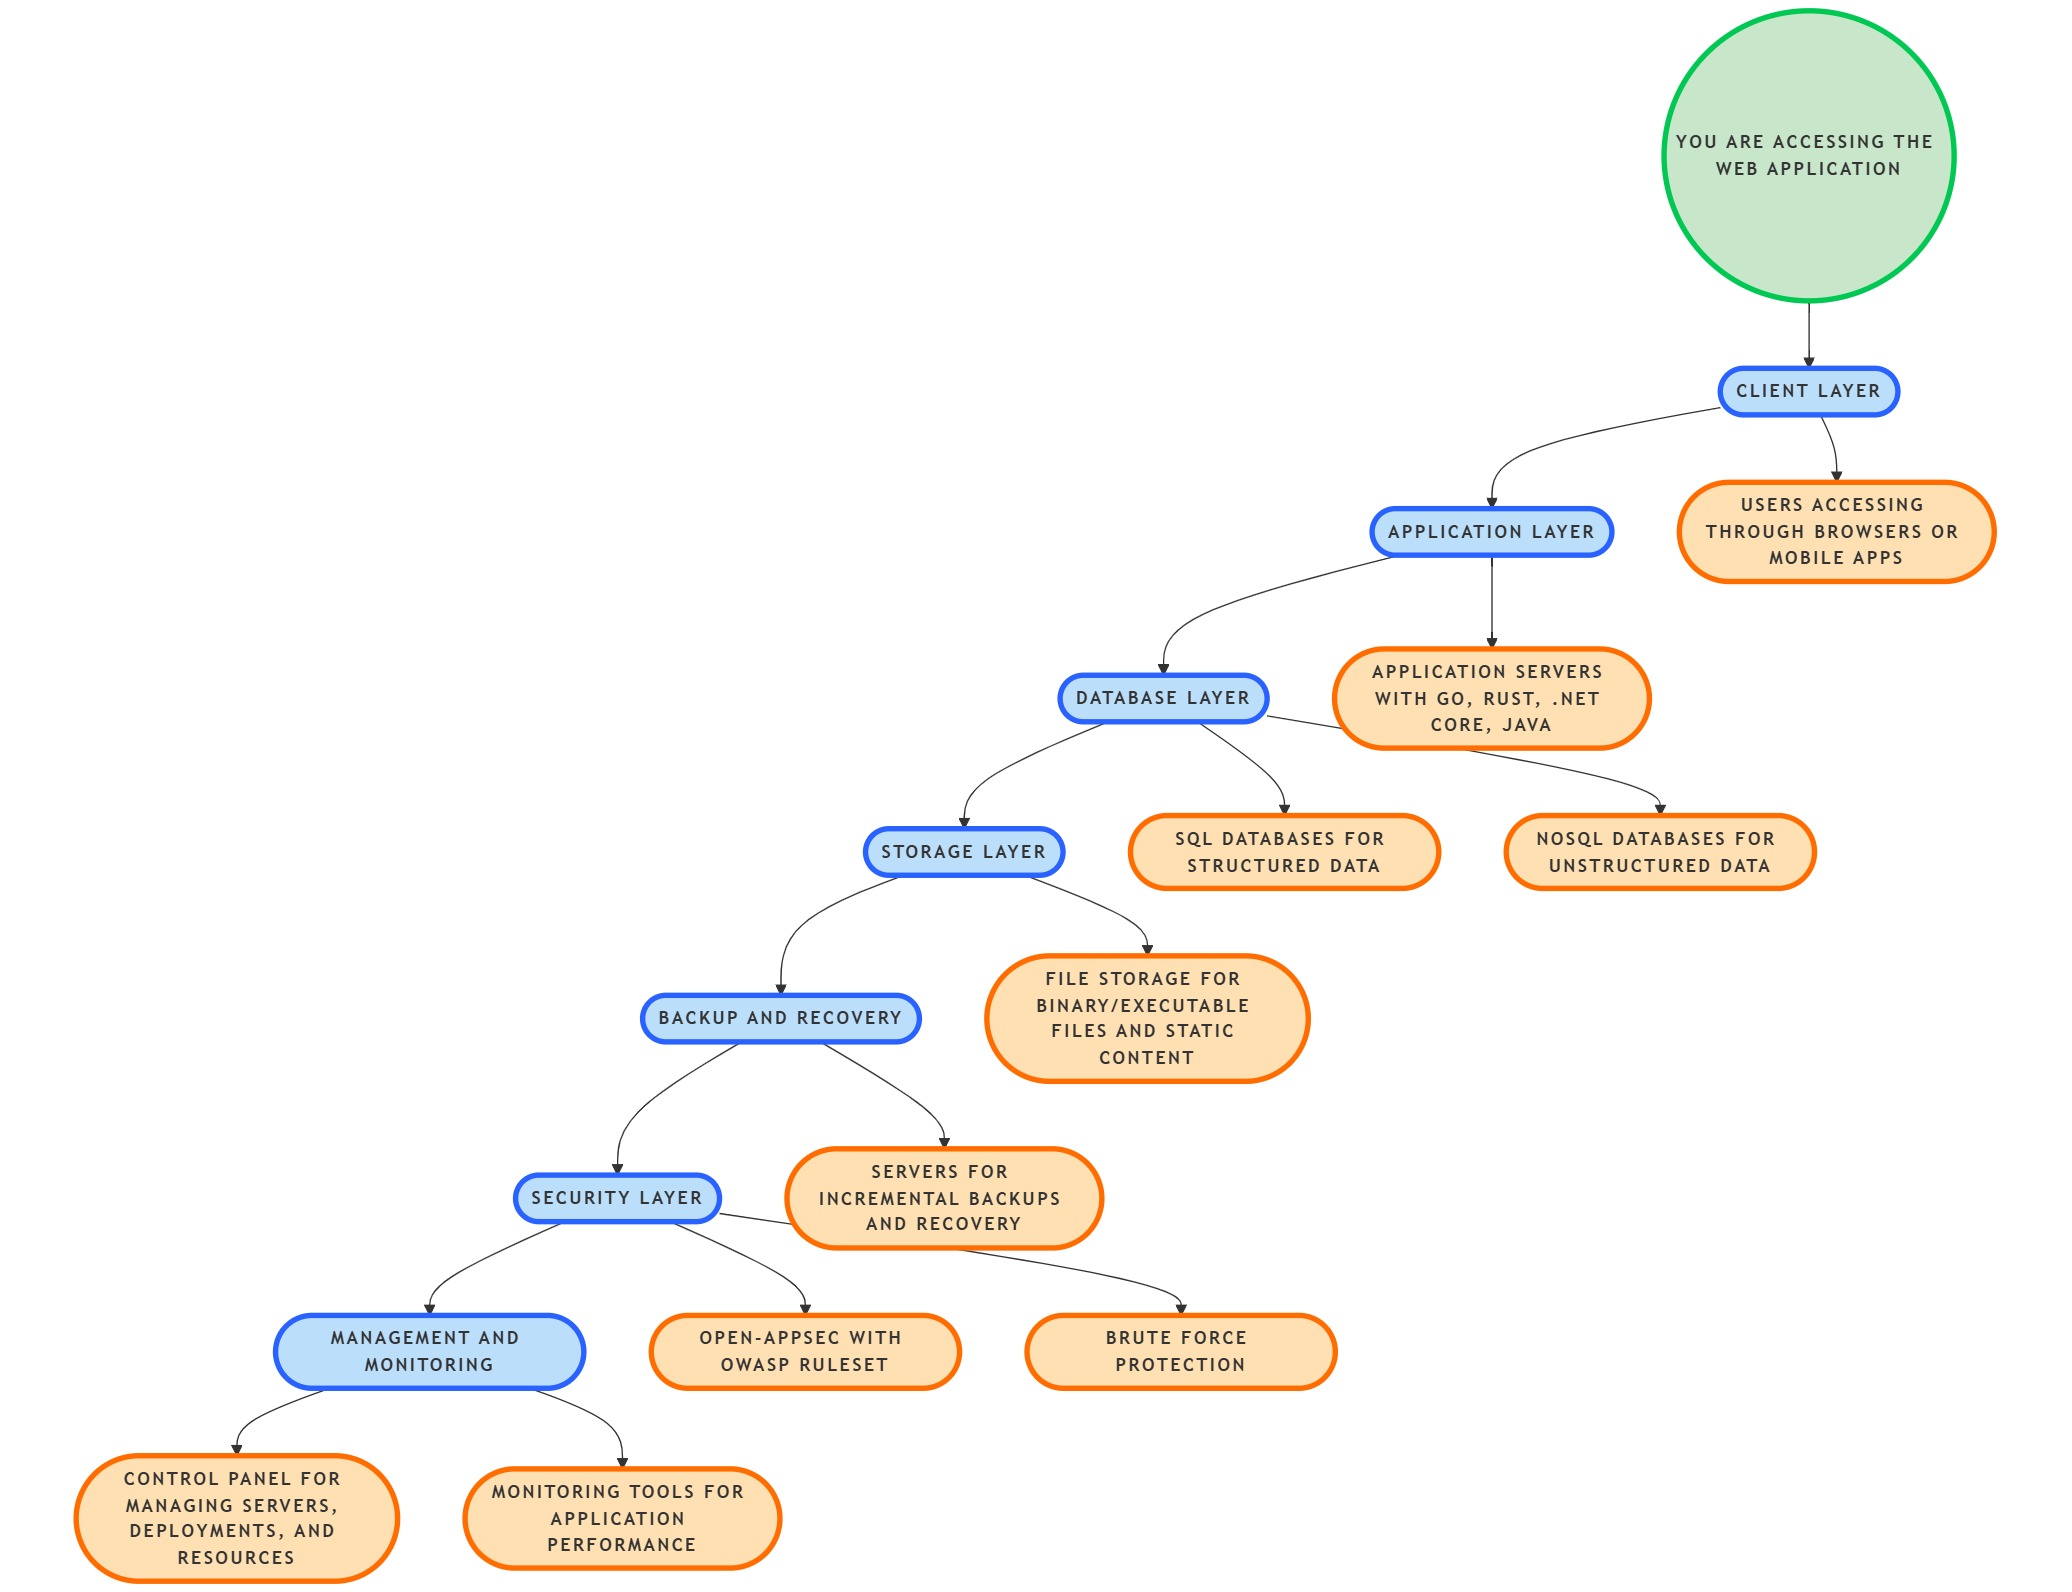 YOU ARE ACCESSING THE
WEB APPLICATION
CLIENT LAYER
USERS ACCESSING
THROUGH BROWSERS OR
MOBILE APPS
APPLICATION LAYER
APPLICATION SERVERS
WITH GO, RUST, .NET
CORE, JAVA
DATABASE LAYER
SQL DATABASES FOR
STRUCTURED DATA
NOSQL DATABASES FOR
UNSTRUCTURED DATA
STORAGE LAYER
FILE STORAGE FOR
BINARY/EXECUTABLE
FILES AND STATIC
CONTENT
BACKUP AND RECOVERY
SERVERS FOR
INCREMENTAL BACKUPS
AND RECOVERY
SECURITY LAYER
MANAGEMENT AND
MONITORING
OPEN-APPSEC WITH
OWASP RULESET
BRUTE FORCE
PROTECTION
CONTROL PANEL FOR
MANAGING SERVERS,
DEPLOYMENTS, AND
RESOURCES
MONITORING TOOLS FOR
APPLICATION
PERFORMANCE